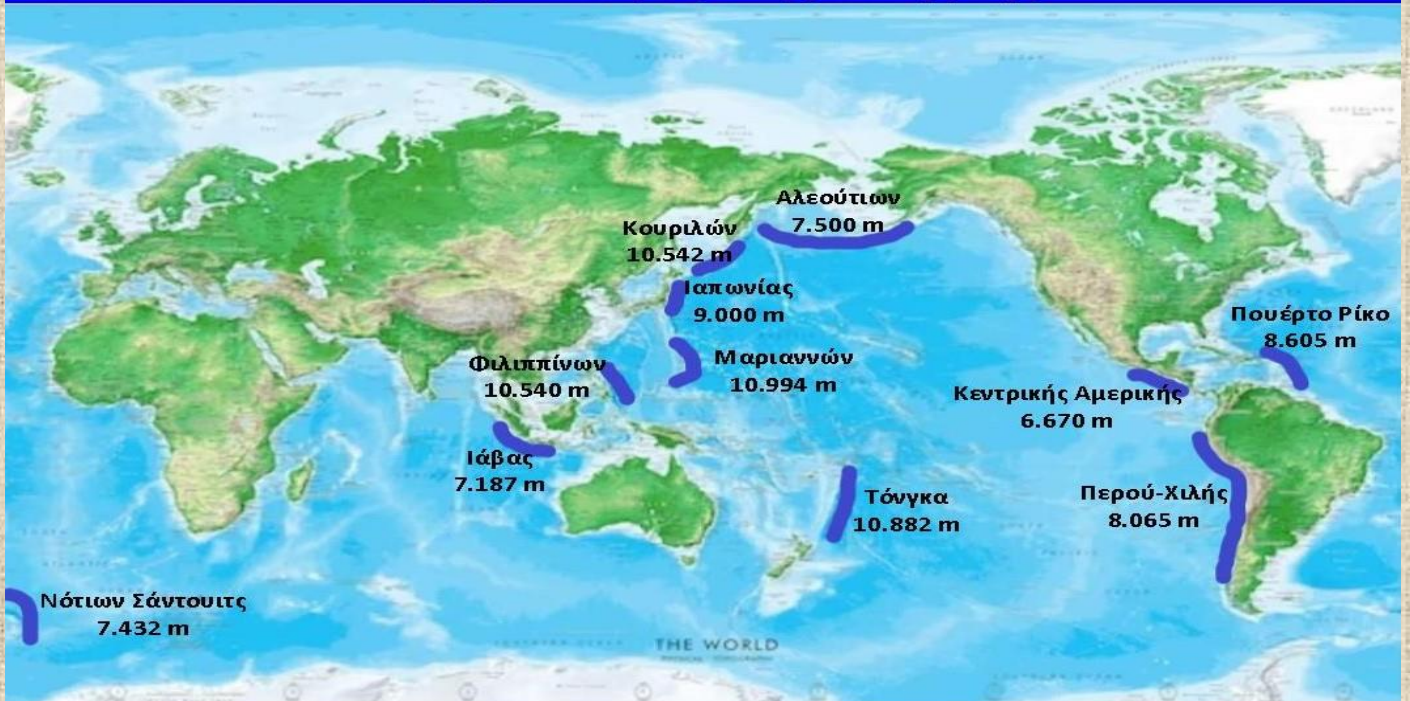 Αλεούτιων
7.500 m
Κουριλών
10.542 m
Ιαπωνίας
9.000 m
Πουέρτο Ρίκο
8.605 m
Φιλιππίνων
10.540 m
Μαριαννών
10.994 m
Κεντρικής Αμερικής
6.670 m
Ιάβας
7.187 m
Τόνγκα
10.882 m
Περού-Χιλής
8.065 m
Νότιων Σάντουιτς
7.432 m
THE WORLD